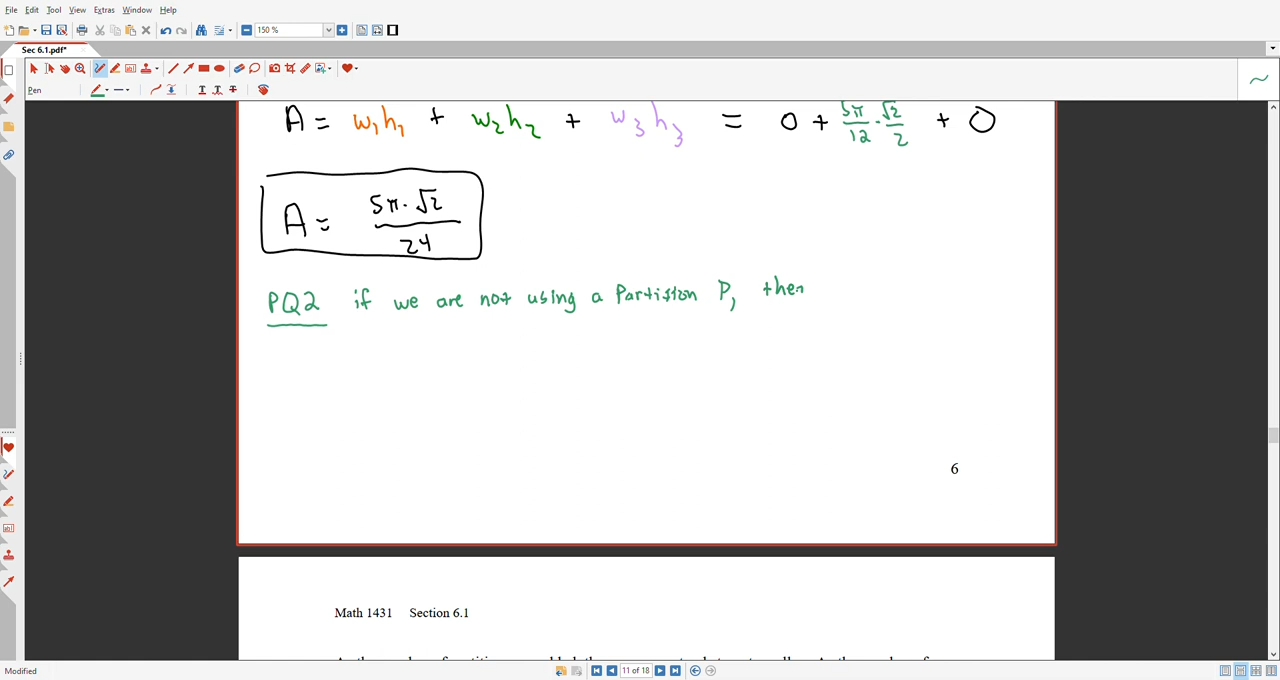 File Edit Tool View Extras Window Help
150 %
Sec 6.1.pdf*
Pen
A = w₁h₁ + w₂h₂ + w₃h₃ = 0 + 5π/12 · √2/2 + 0
A = 5π · √2 / 24
PQ2 if we are not using a Partition P, then
6
Math 1431 Section 6.1
Modified
11 of 18